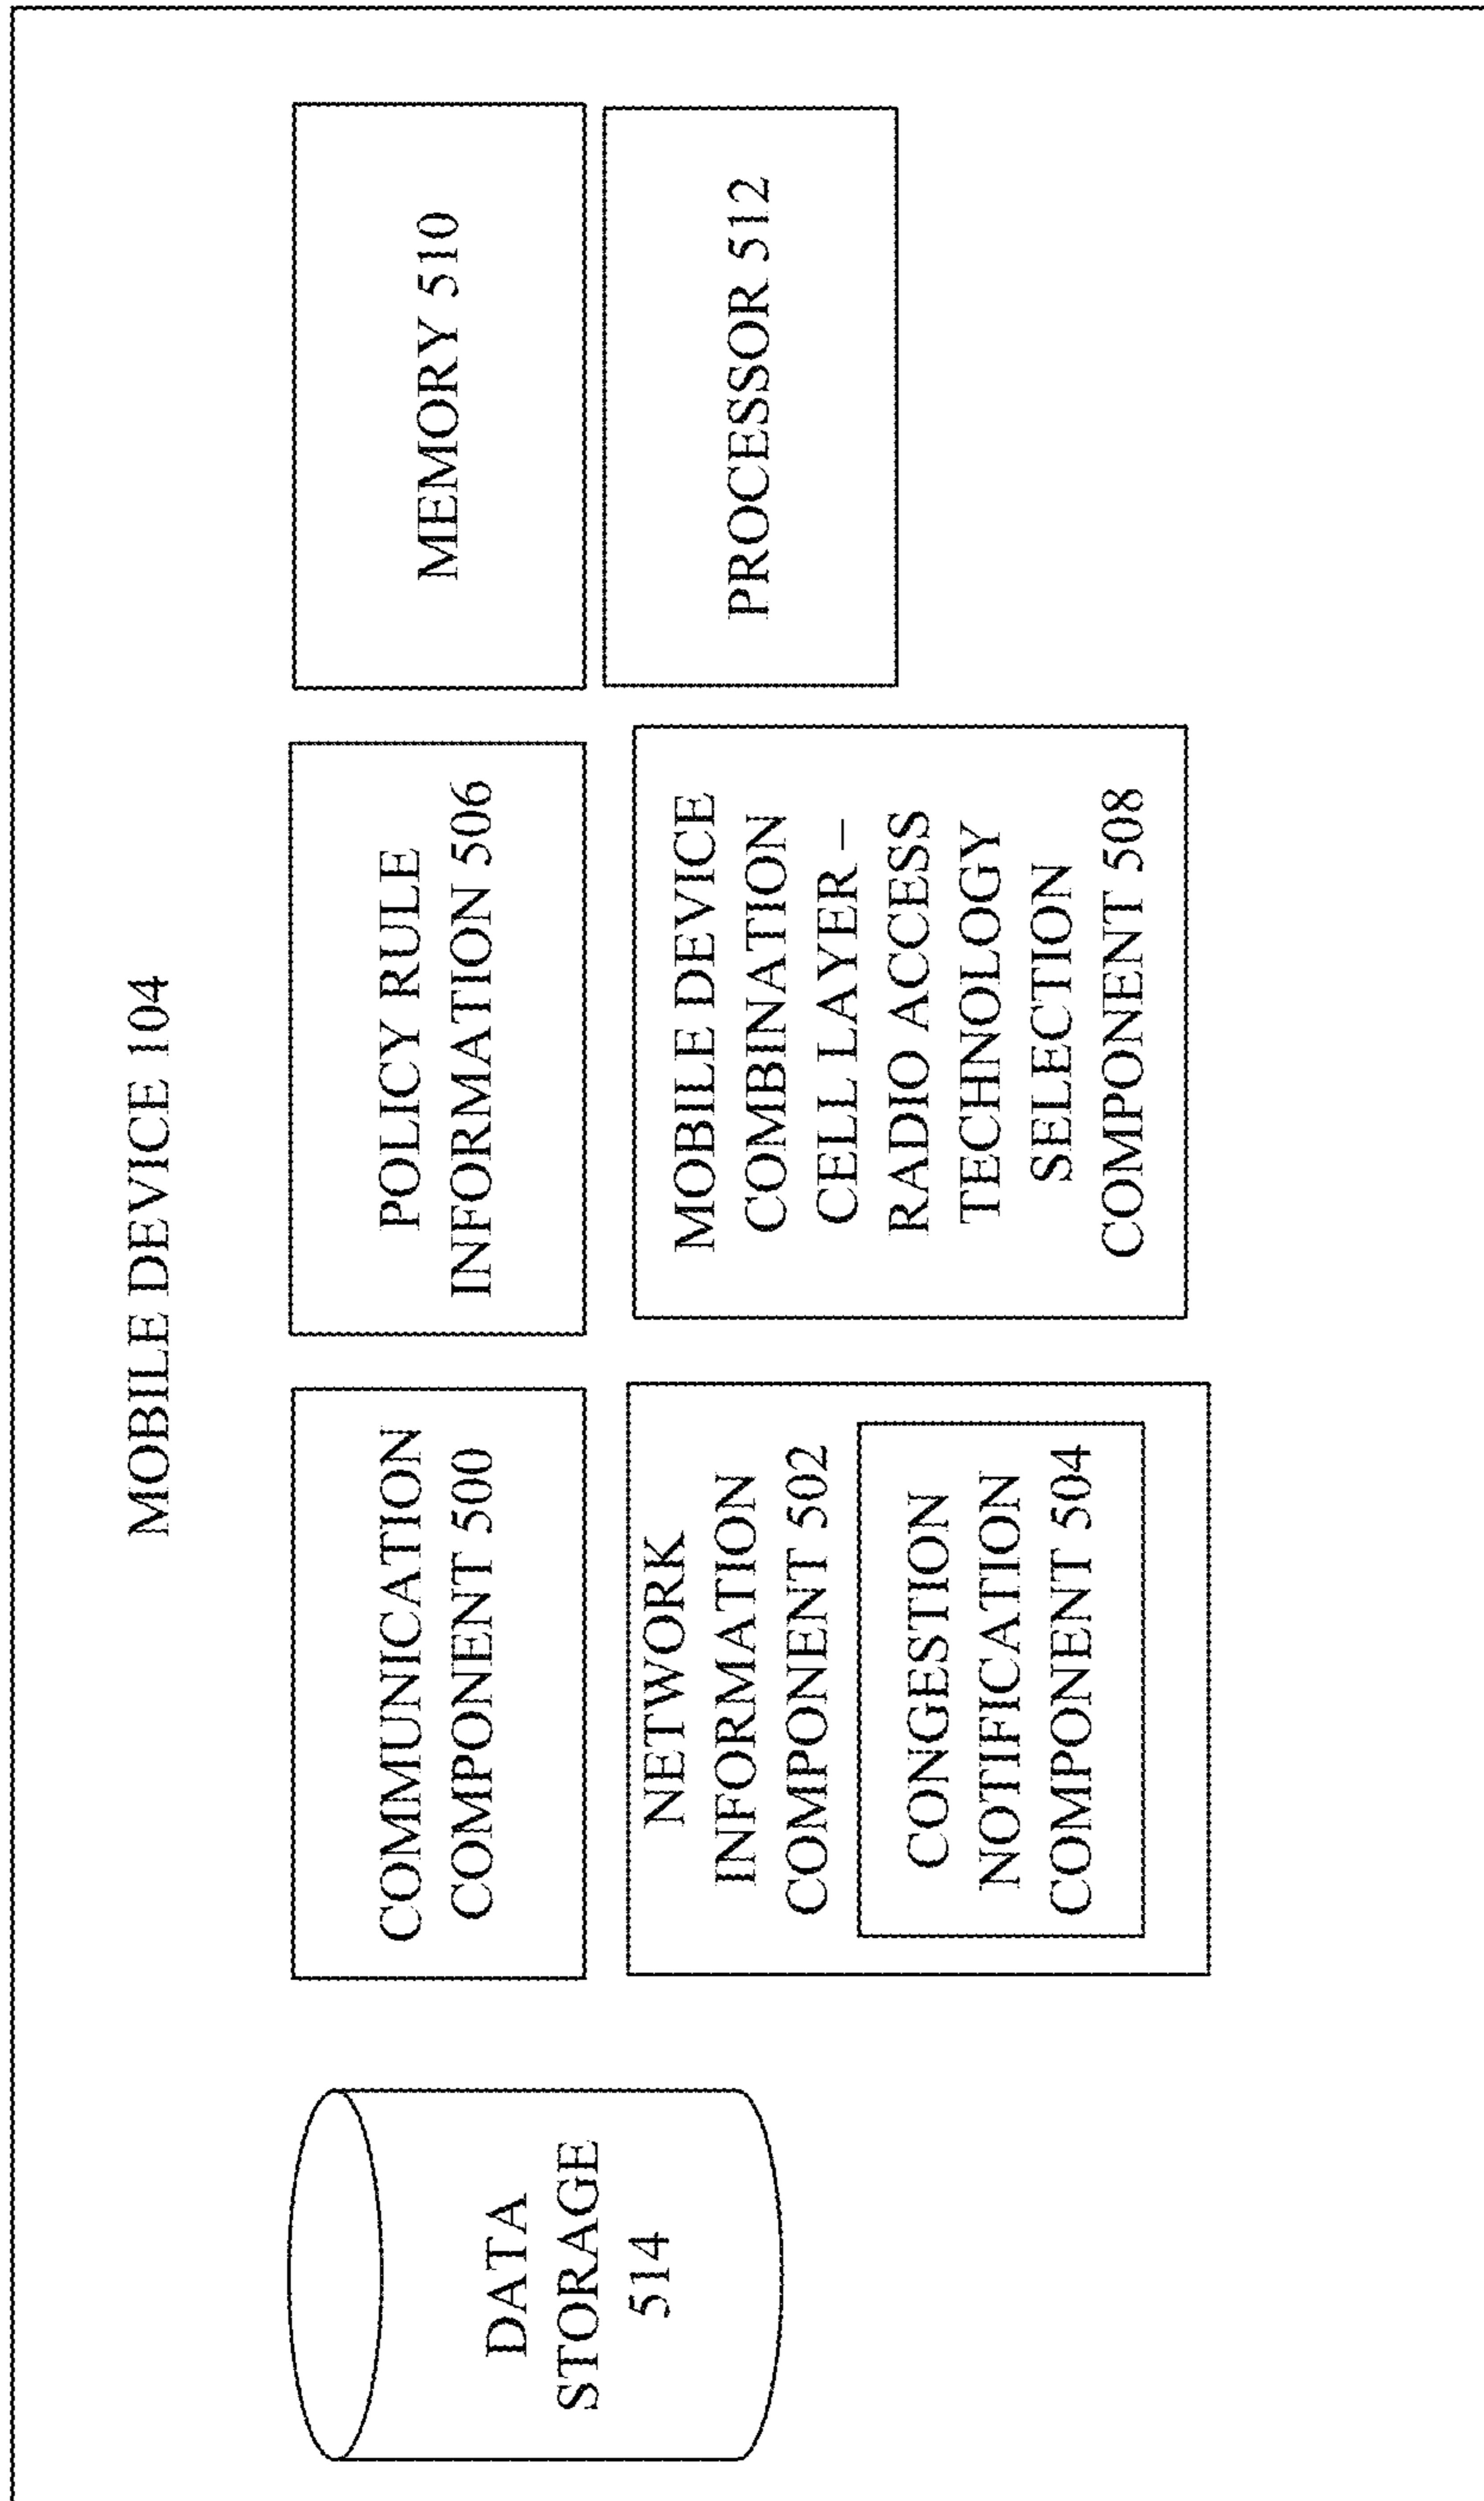 MOBILE DEVICE 104
DATA
STORAGE
514
COMMUNICATION
COMPONENT 500
NETWORK
INFORMATION
COMPONENT 502
CONGESTION
NOTIFICATION
COMPONENT 504
POLICY RULE
INFORMATION 506
MOBILE DEVICE
COMBINATION
CELL LAYER –
RADIO ACCESS
TECHNOLOGY
SELECTION
COMPONENT 508
MEMORY 510
PROCESSOR 512